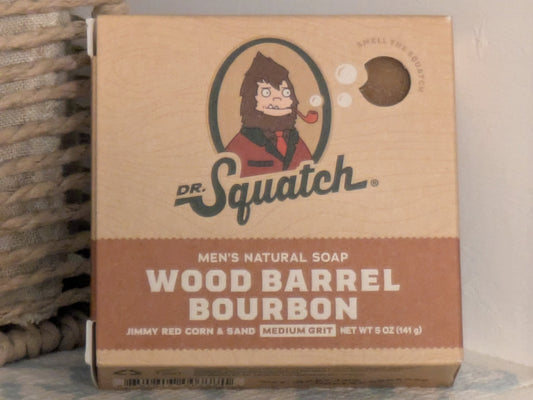 SMELL THE SQUATCH
DR. Squatch®
MEN'S NATURAL SOAP
WOOD BARREL
BOURBON
JIMMY RED CORN & SAND MEDIUM GRIT NET WT 5 OZ (141 g)